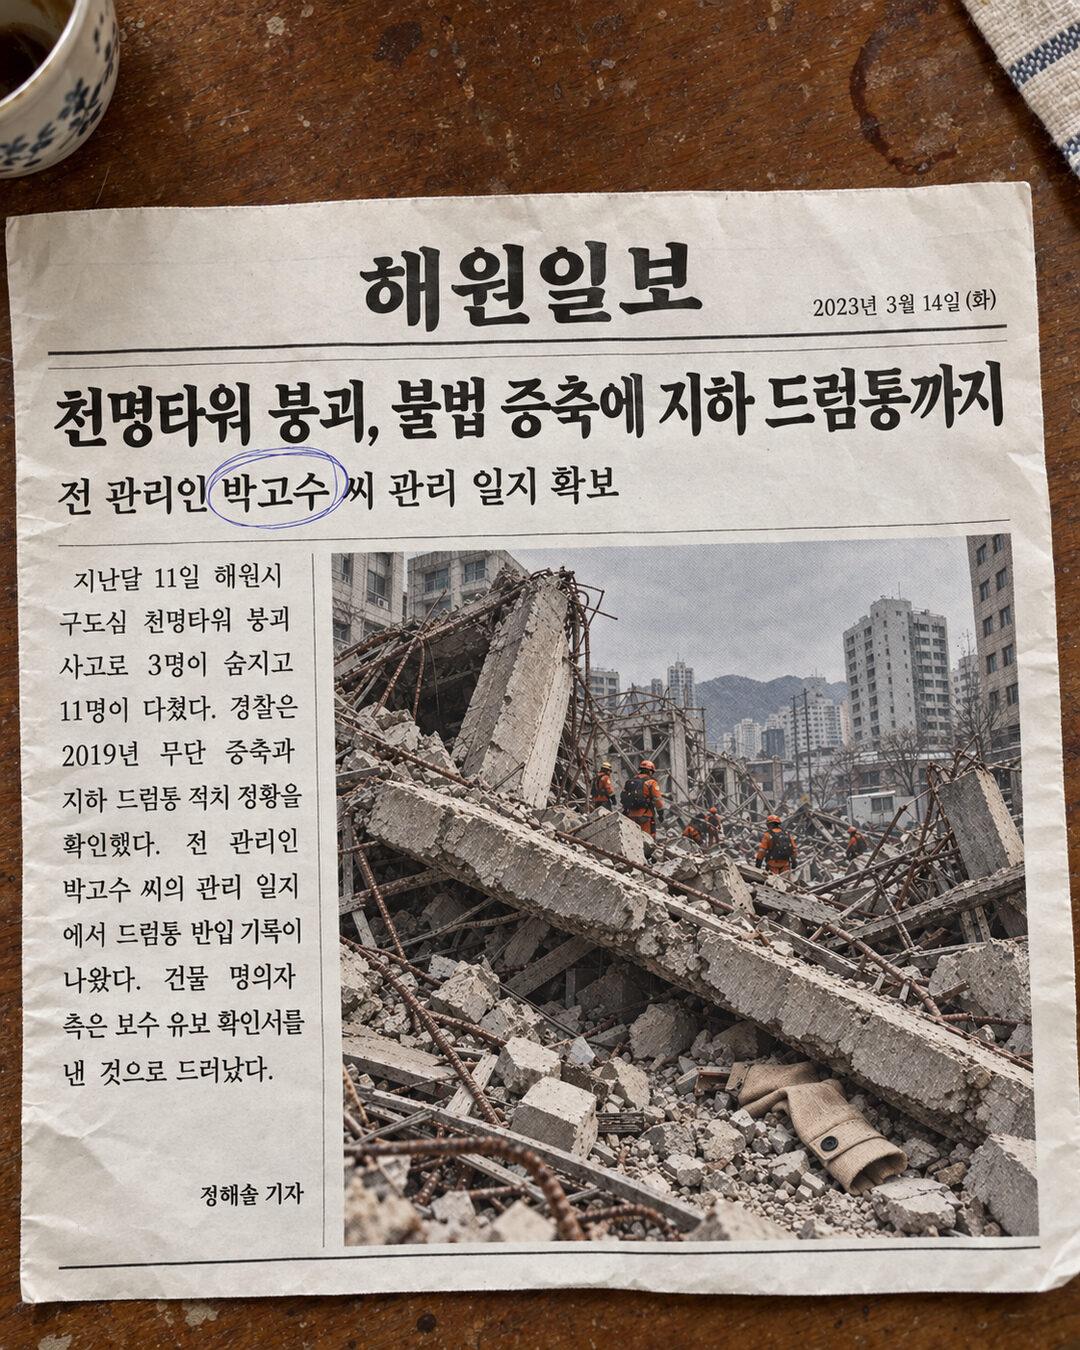 해원일보
2023년 3월 14일 (화)
천명타워 붕괴, 불법 증축에 지하 드럼통까지
전 관리인 박고수 씨 관리 일지 확보
지난달 11일 해원시
구도심 천명타워 붕괴
사고로 3명이 숨지고
11명이 다쳤다. 경찰은
2019년 무단 증축과
지하 드럼통 적치 정황을
확인했다. 전 관리인
박고수 씨의 관리 일지
에서 드럼통 반입 기록이
나왔다. 건물 명의자
측은 보수 유보 확인서를
낸 것으로 드러났다.
정해솔 기자